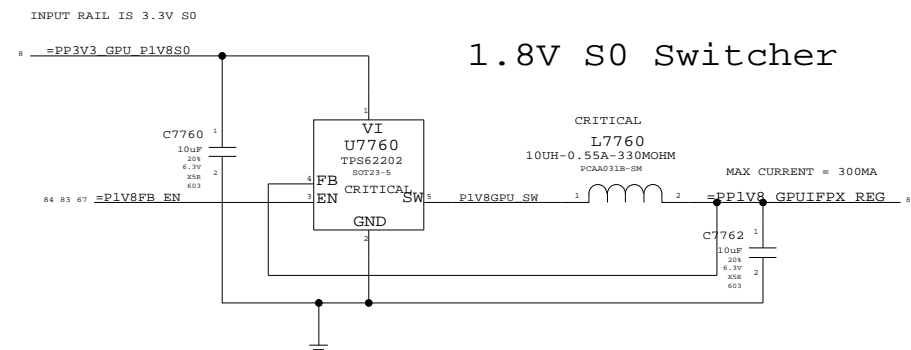 INPUT RAIL IS 3.3V S0
8 =PP3V3_GPU_P1V8S0
1.8V S0 Switcher
1
VI
U7760
TPS62202
SOT23-5
CRITICAL
4 FB
3 EN
SW 5
GND
2
C7760 1
10uF
20%
6.3V 2
X5R
603
84 83 67 =P1V8FB_EN
P1V8GPU_SW
CRITICAL
L7760
10UH-0.55A-330MOHM
PCAA031B-SM
1 2
MAX CURRENT = 300MA
=PP1V8_GPUIFPX_REG 8
C7762 1
10uF
20%
6.3V 2
X5R
603